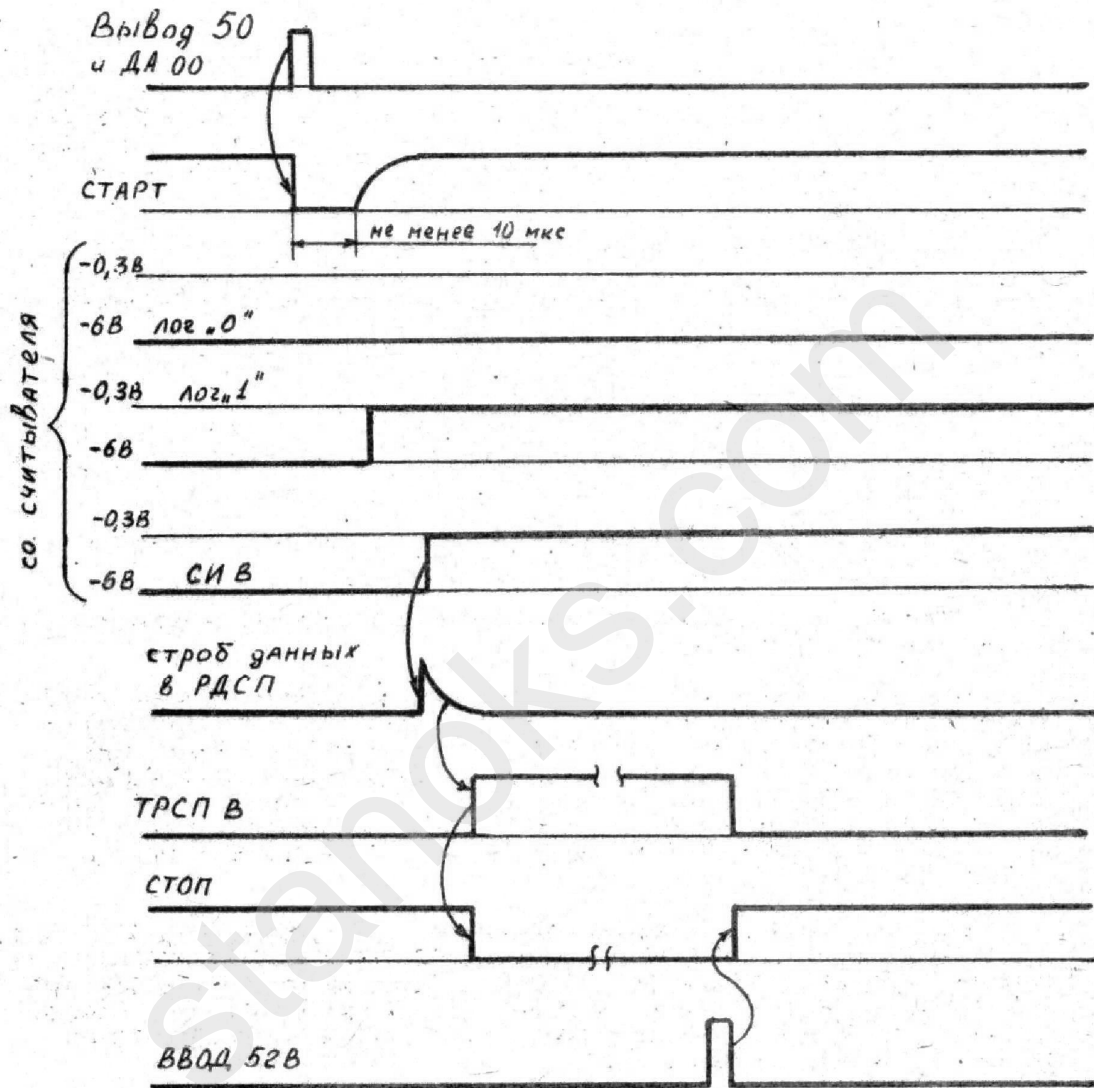 Вывод 50
и ДА 00
СТАРТ
не менее 10 мкс
со считывателя
-0,3В
-6В лог „0"
-0,3В лог„1"
-6В
-0,3В
-6В СИ В
строб данных
в РДСП
ТРСП В
СТОП
ВВОД 52В
stanoks.com